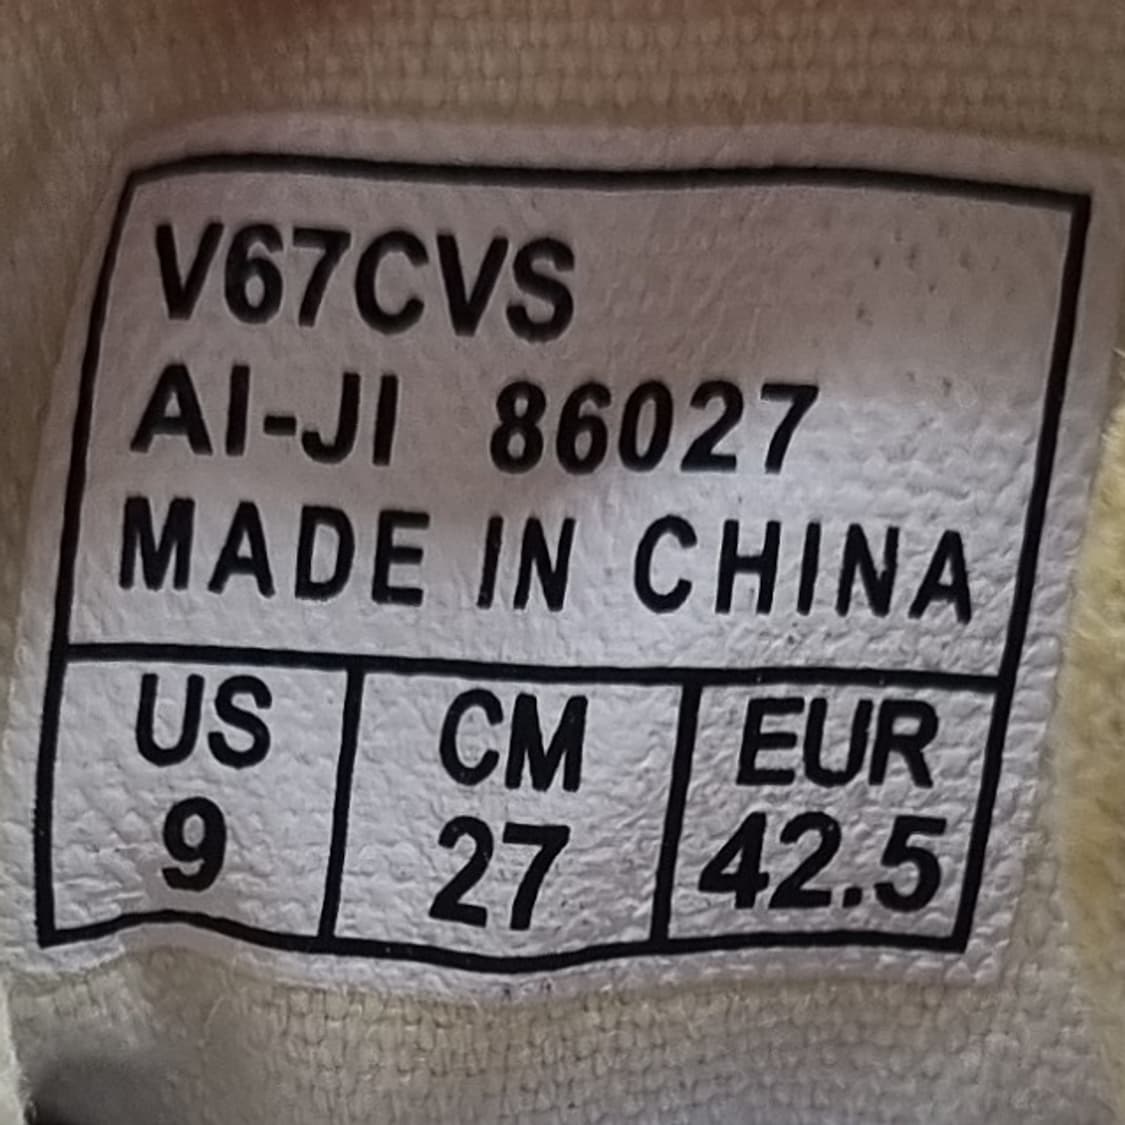 V67CVS
AI-JI 86027
MADE IN CHINA
US CM EUR
9 27 42.5